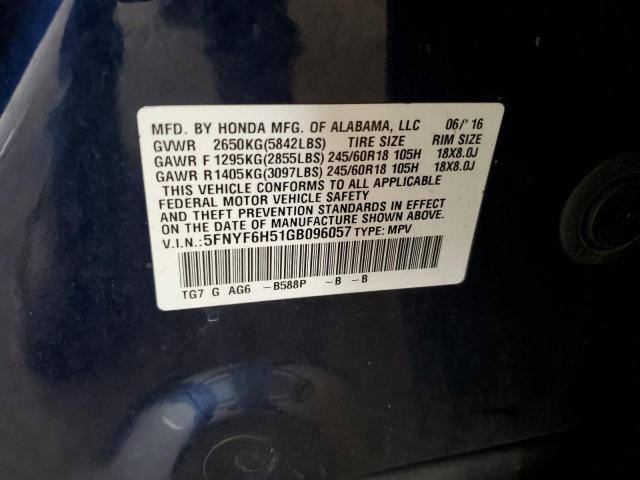 MFD. BY HONDA MFG. OF ALABAMA, LLC 06/'16
GVWR 2650KG(5842LBS) TIRE SIZE RIM SIZE
GAWR F 1295KG(2855LBS) 245/60R18 105H 18X8.0J
GAWR R 1405KG(3097LBS) 245/60R18 105H 18X8.0J
THIS VEHICLE CONFORMS TO ALL APPLICABLE
FEDERAL MOTOR VEHICLE SAFETY
AND THEFT PREVENTION STANDARDS IN EFFECT
ON THE DATE OF MANUFACTURE SHOWN ABOVE.
V.I.N.:5FNYF6H51GB096057 TYPE: MPV
TG7 G AG6 -B588P -B -B